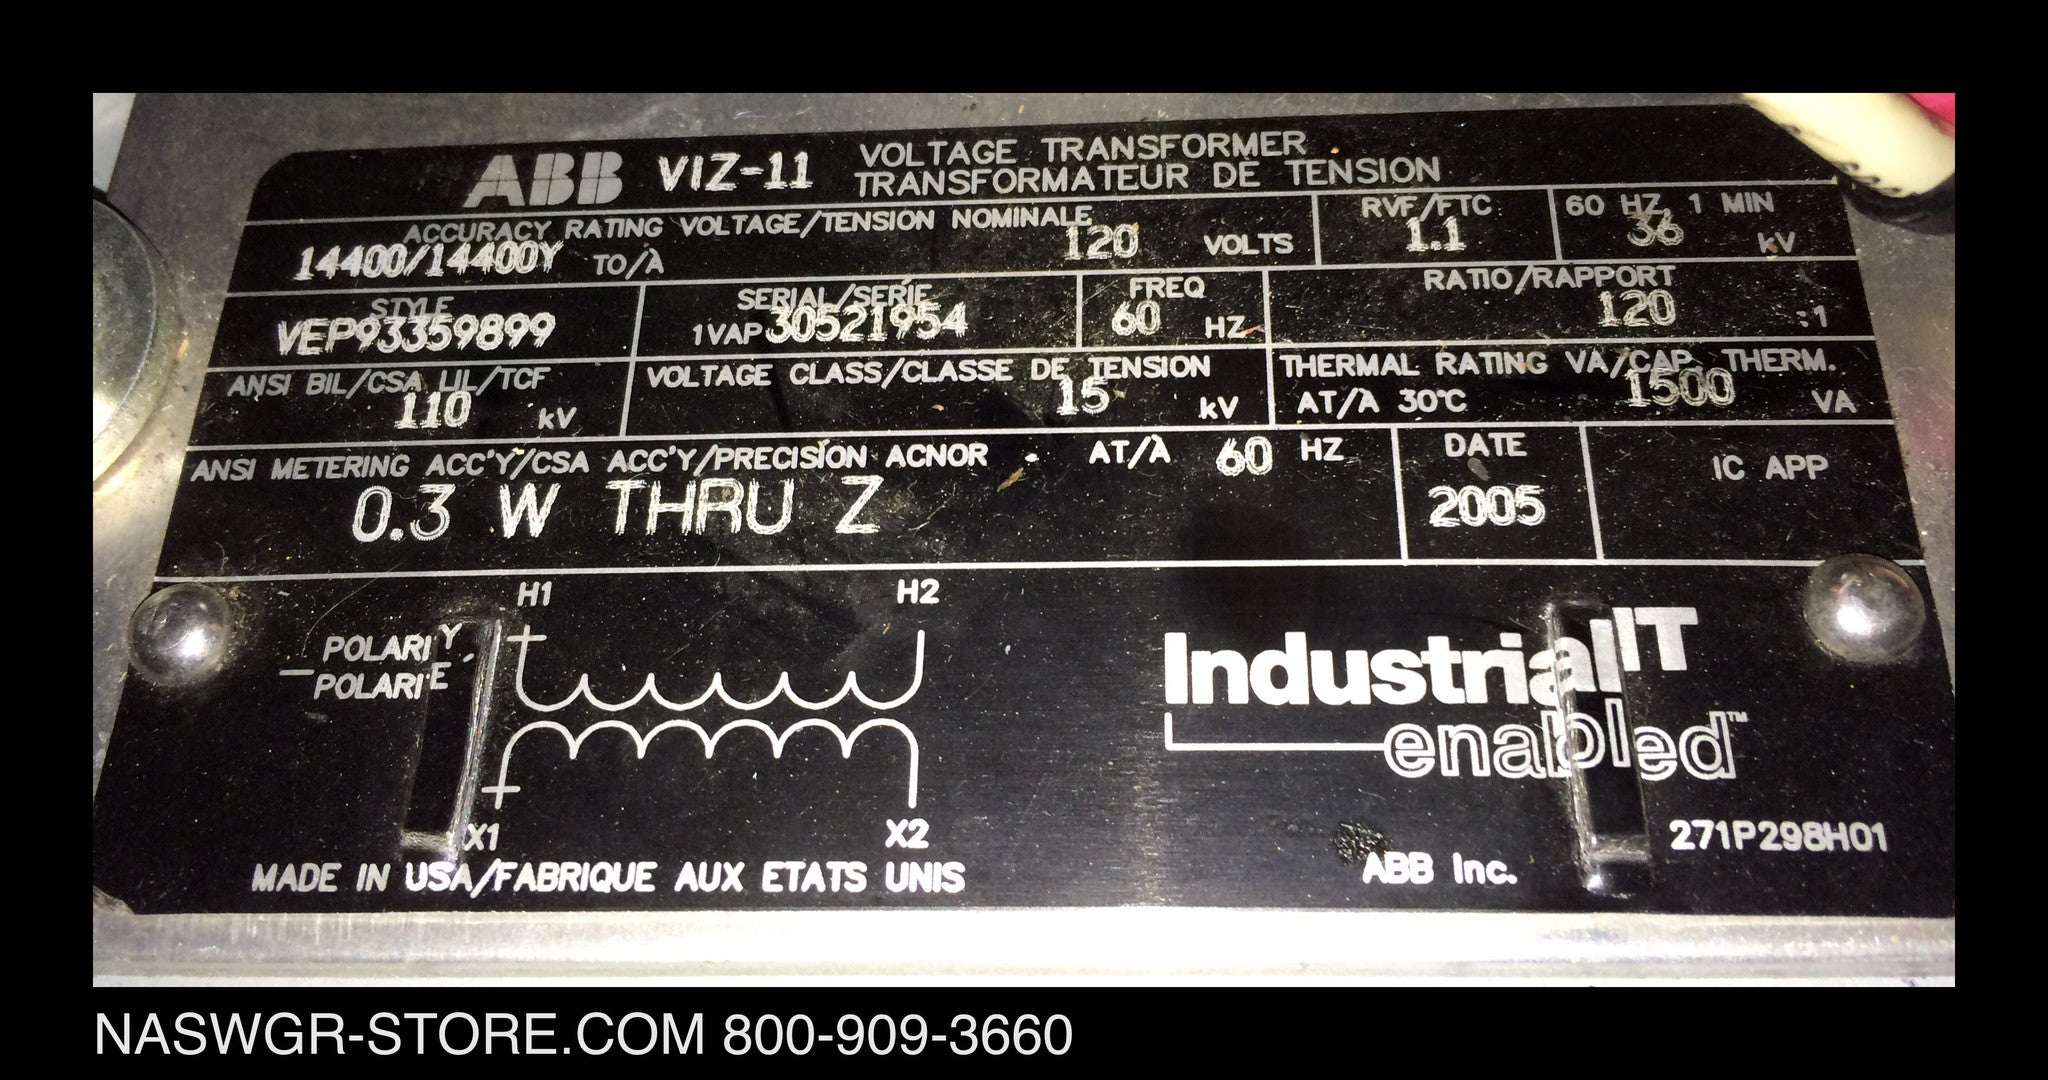 ABB VIZ-11 VOLTAGE TRANSFORMER
TRANSFORMATEUR DE TENSION
ACCURACY RATING VOLTAGE/TENSION NOMINALE
14400/14400Y TO/À 120 VOLTS
RVF/FTC
1.1
60 HZ, 1 MIN
36 kV
STYLE
VEP93359899
SERIAL/SERIE
1VAP30521954
FREQ
60 HZ
RATIO/RAPPORT
120 :1
ANSI BIL/CSA LIL/TCF
110 kV
VOLTAGE CLASS/CLASSE DE TENSION
15 kV
THERMAL RATING VA/CAP. THERM.
AT/À 30°C 1500 VA
ANSI METERING ACC'Y/CSA ACC'Y/PRECISION ACNOR AT/À 60 HZ
0.3 W THRU Z
DATE
2005
IC APP
H1 H2
POLARI Y
POLARI E
X1 X2
MADE IN USA/FABRIQUE AUX ETATS UNIS
IndustrialIT
enabled™
271P298H01
ABB Inc.
NASWGR-STORE.COM 800-909-3660